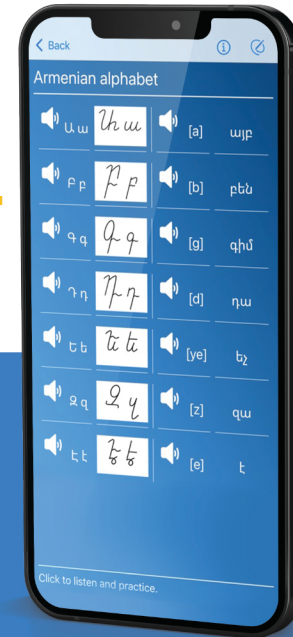 Back
Armenian alphabet
Ա ա Ա ա [a] այբ
Բ բ Բ բ [b] բեն
Գ գ Գ գ [g] գիմ
Դ դ Դ դ [d] դա
Ե ե Ե ե [ye] եչ
Զ զ Զ զ [z] զա
Է է Է է [e] է
Click to listen and practice.